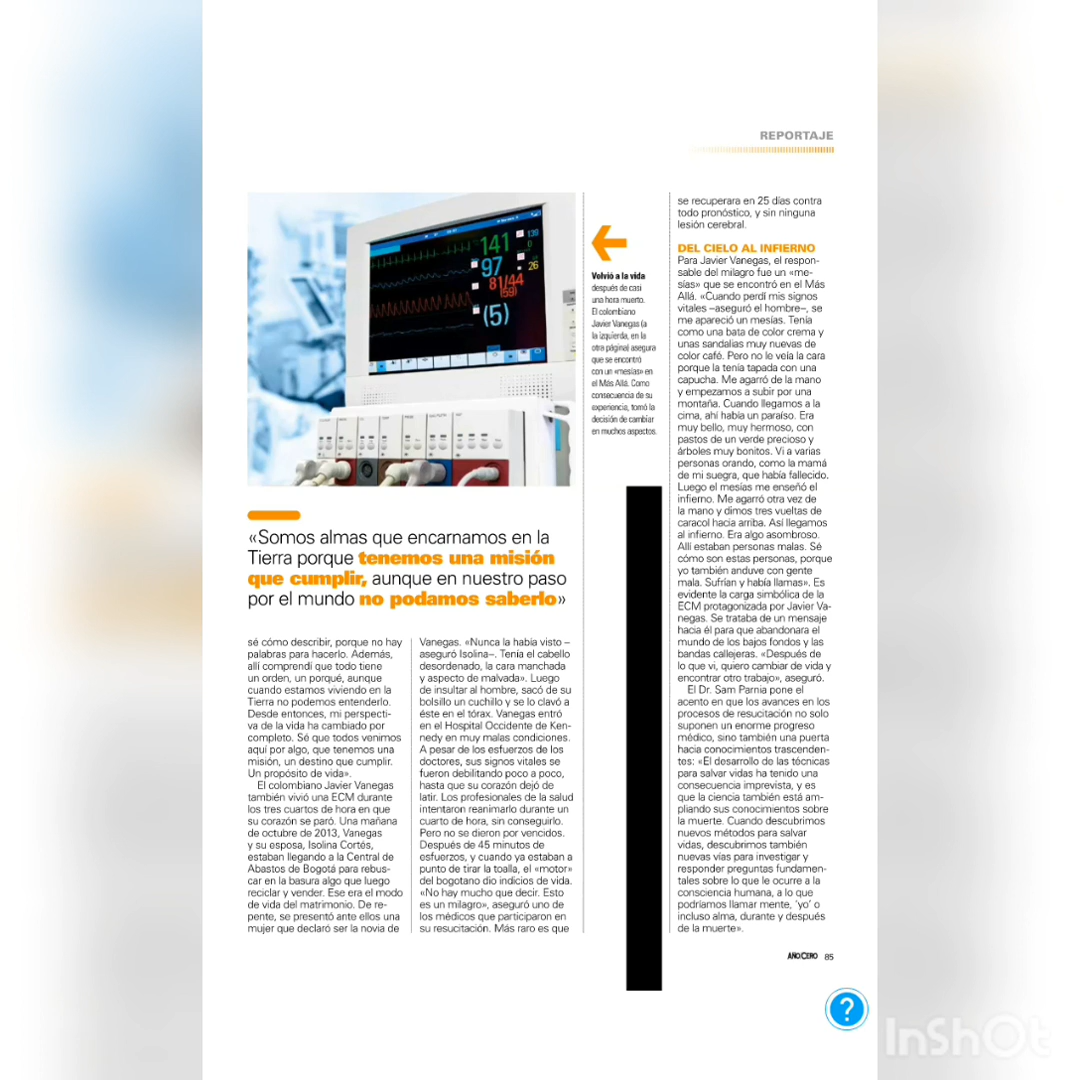 REPORTAJE
141
97
81/44
(59)
(5)
139
0
26
Volvió a la vida
después de casi
una hora muerto.
El colombiano
Javier Vanegas (a
la izquierda, en la
otra página) asegura
que se encontró
con un «mesías» en
el Más Allá. Como
consecuencia de su
experiencia, tomó la
decisión de cambiar
en muchos aspectos.
«Somos almas que encarnamos en la
Tierra porque tenemos una misión
que cumplir, aunque en nuestro paso
por el mundo no podamos saberlo»
sé cómo describir, porque no hay
palabras para hacerlo. Además,
allí comprendí que todo tiene
un orden, un porqué, aunque
cuando estamos viviendo en la
Tierra no podemos entenderlo.
Desde entonces, mi perspecti-
va de la vida ha cambiado por
completo. Sé que todos venimos
aquí por algo, que tenemos una
misión, un destino que cumplir.
Un propósito de vida».
El colombiano Javier Vanegas
también vivió una ECM durante
los tres cuartos de hora en que
su corazón se paró. Una mañana
de octubre de 2013, Vanegas
y su esposa, Isolina Cortés,
estaban llegando a la Central de
Abastos de Bogotá para rebus-
car en la basura algo que luego
reciclar y vender. Ese era el modo
de vida del matrimonio. De re-
pente, se presentó ante ellos una
mujer que declaró ser la novia de
Vanegas. «Nunca la había visto –
aseguró Isolina–. Tenía el cabello
desordenado, la cara manchada
y aspecto de malvada». Luego
de insultar al hombre, sacó de su
bolsillo un cuchillo y se lo clavó a
éste en el tórax. Vanegas entró
en el Hospital Occidente de Ken-
nedy en muy malas condiciones.
A pesar de los esfuerzos de los
doctores, sus signos vitales se
fueron debilitando poco a poco,
hasta que su corazón dejó de
latir. Los profesionales de la salud
intentaron reanimarlo durante un
cuarto de hora, sin conseguirlo.
Pero no se dieron por vencidos.
Después de 45 minutos de
esfuerzos, y cuando ya estaban a
punto de tirar la toalla, el «motor»
del bogotano dio indicios de vida.
«No hay mucho que decir. Esto
es un milagro», aseguró uno de
los médicos que participaron en
su resucitación. Más raro es que
se recuperara en 25 días contra
todo pronóstico, y sin ninguna
lesión cerebral.
DEL CIELO AL INFIERNO
Para Javier Vanegas, el respon-
sable del milagro fue un «me-
sías» que se encontró en el Más
Allá. «Cuando perdí mis signos
vitales –aseguró el hombre–, se
me apareció un mesías. Tenía
como una bata de color crema y
unas sandalias muy nuevas de
color café. Pero no le veía la cara
porque la tenía tapada con una
capucha. Me agarró de la mano
y empezamos a subir por una
montaña. Cuando llegamos a la
cima, ahí había un paraíso. Era
muy bello, muy hermoso, con
pastos de un verde precioso y
árboles muy bonitos. Vi a varias
personas orando, como la mamá
de mi suegra, que había fallecido.
Luego el mesías me enseñó el
infierno. Me agarró otra vez de
la mano y dimos tres vueltas de
caracol hacia arriba. Así llegamos
al infierno. Era algo asombroso.
Allí estaban personas malas. Sé
cómo son estas personas, porque
yo también anduve con gente
mala. Sufrían y había llamas». Es
evidente la carga simbólica de la
ECM protagonizada por Javier Va-
negas. Se trataba de un mensaje
hacia él para que abandonara el
mundo de los bajos fondos y las
bandas callejeras. «Después de
lo que vi, quiero cambiar de vida y
encontrar otro trabajo», aseguró.
El Dr. Sam Parnia pone el
acento en que los avances en los
procesos de resucitación no solo
suponen un enorme progreso
médico, sino también una puerta
hacia conocimientos trascenden-
tes: «El desarrollo de las técnicas
para salvar vidas ha tenido una
consecuencia imprevista, y es
que la ciencia también está am-
pliando sus conocimientos sobre
la muerte. Cuando descubrimos
nuevos métodos para salvar
vidas, descubrimos también
nuevas vías para investigar y
responder preguntas fundamen-
tales sobre lo que le ocurre a la
consciencia humana, a lo que
podríamos llamar mente, ‘yo’ o
incluso alma, durante y después
de la muerte».
AÑO CERO 85
?
InShOt